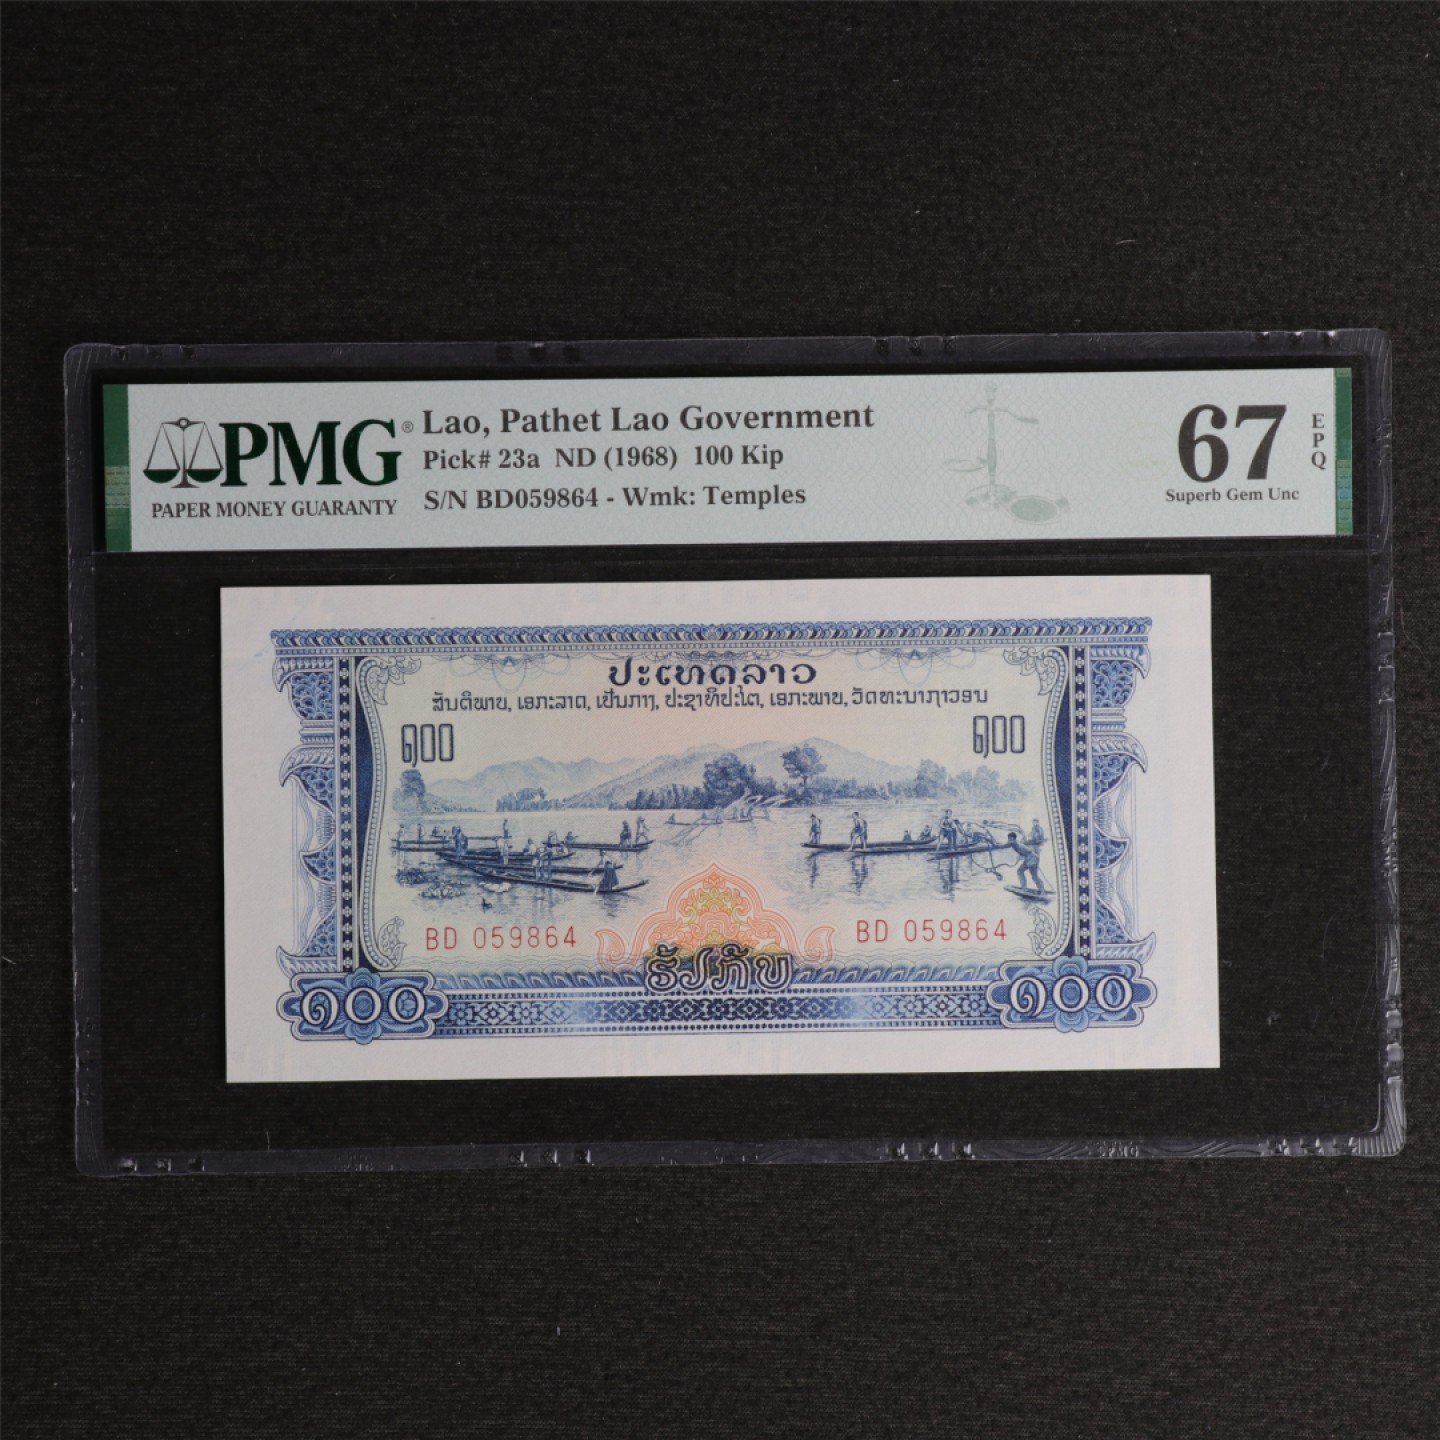 PMG®
PAPER MONEY GUARANTY
Lao, Pathet Lao Government
Pick# 23a ND (1968) 100 Kip
S/N BD059864 - Wmk: Temples
67
EPQ
Superb Gem Unc
ປະເທດລາວ
ສັນຕິພາບ, ເອກະລາດ, ເປັນກາງ, ປະຊາທິປະໄຕ, ເອກະພາບ, ວັດທະນາຖາວອນ
໑໐໐ ໑໐໐
BD 059864 BD 059864
ຮ້ອຍກີບ
໑໐໐ ໑໐໐